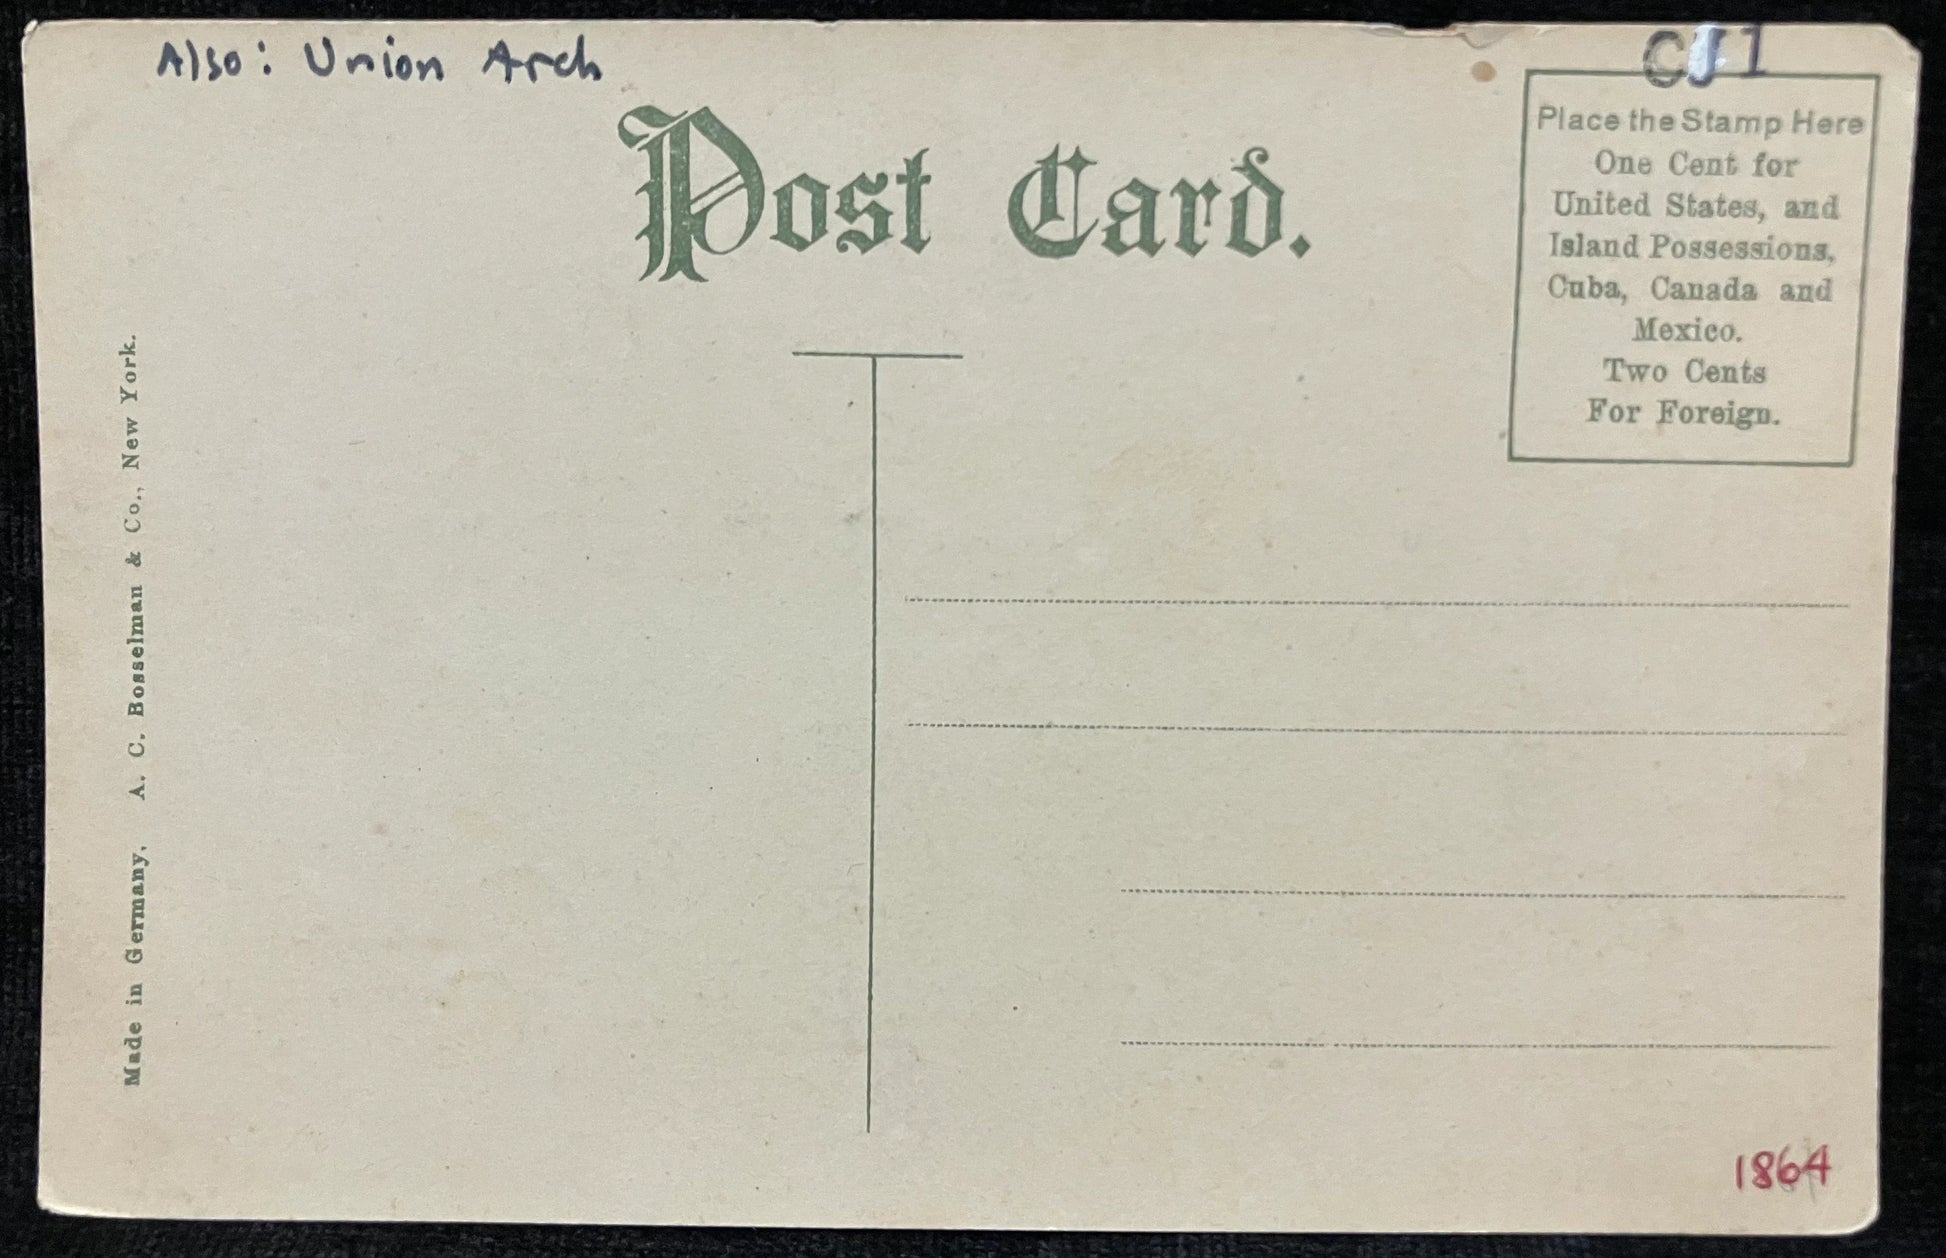 Also: Union Arch
CJ1
Post Card.
Place the Stamp Here
One Cent for
United States, and
Island Possessions,
Cuba, Canada and
Mexico.
Two Cents
For Foreign.
Made in Germany, A. C. Bosselman & Co., New York.
1864